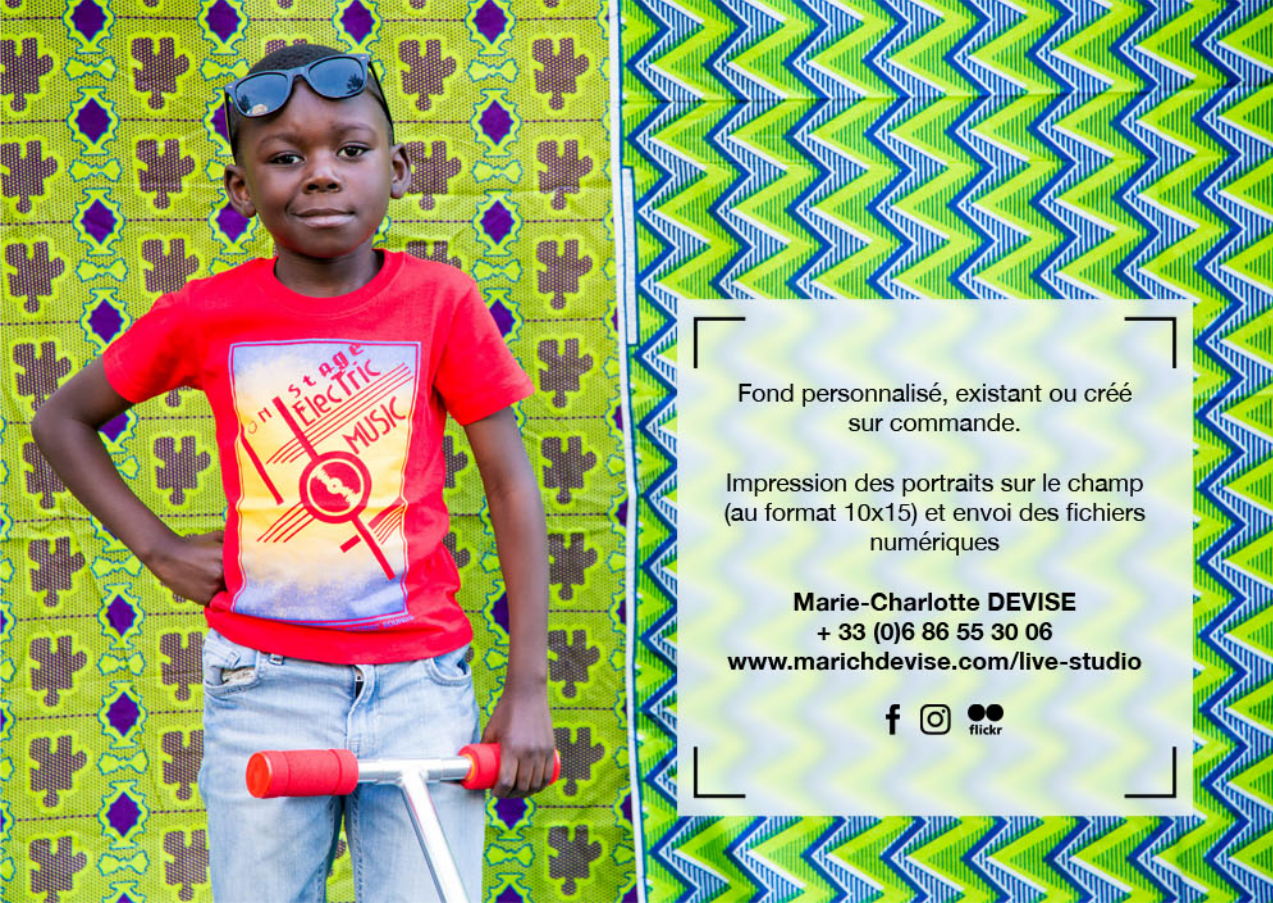 on stage
Electric
MUSIC
Fond personnalisé, existant ou créé
sur commande.
Impression des portraits sur le champ
(au format 10x15) et envoi des fichiers
numériques
Marie-Charlotte DEVISE
+ 33 (0)6 86 55 30 06
www.marichdevise.com/live-studio
flickr